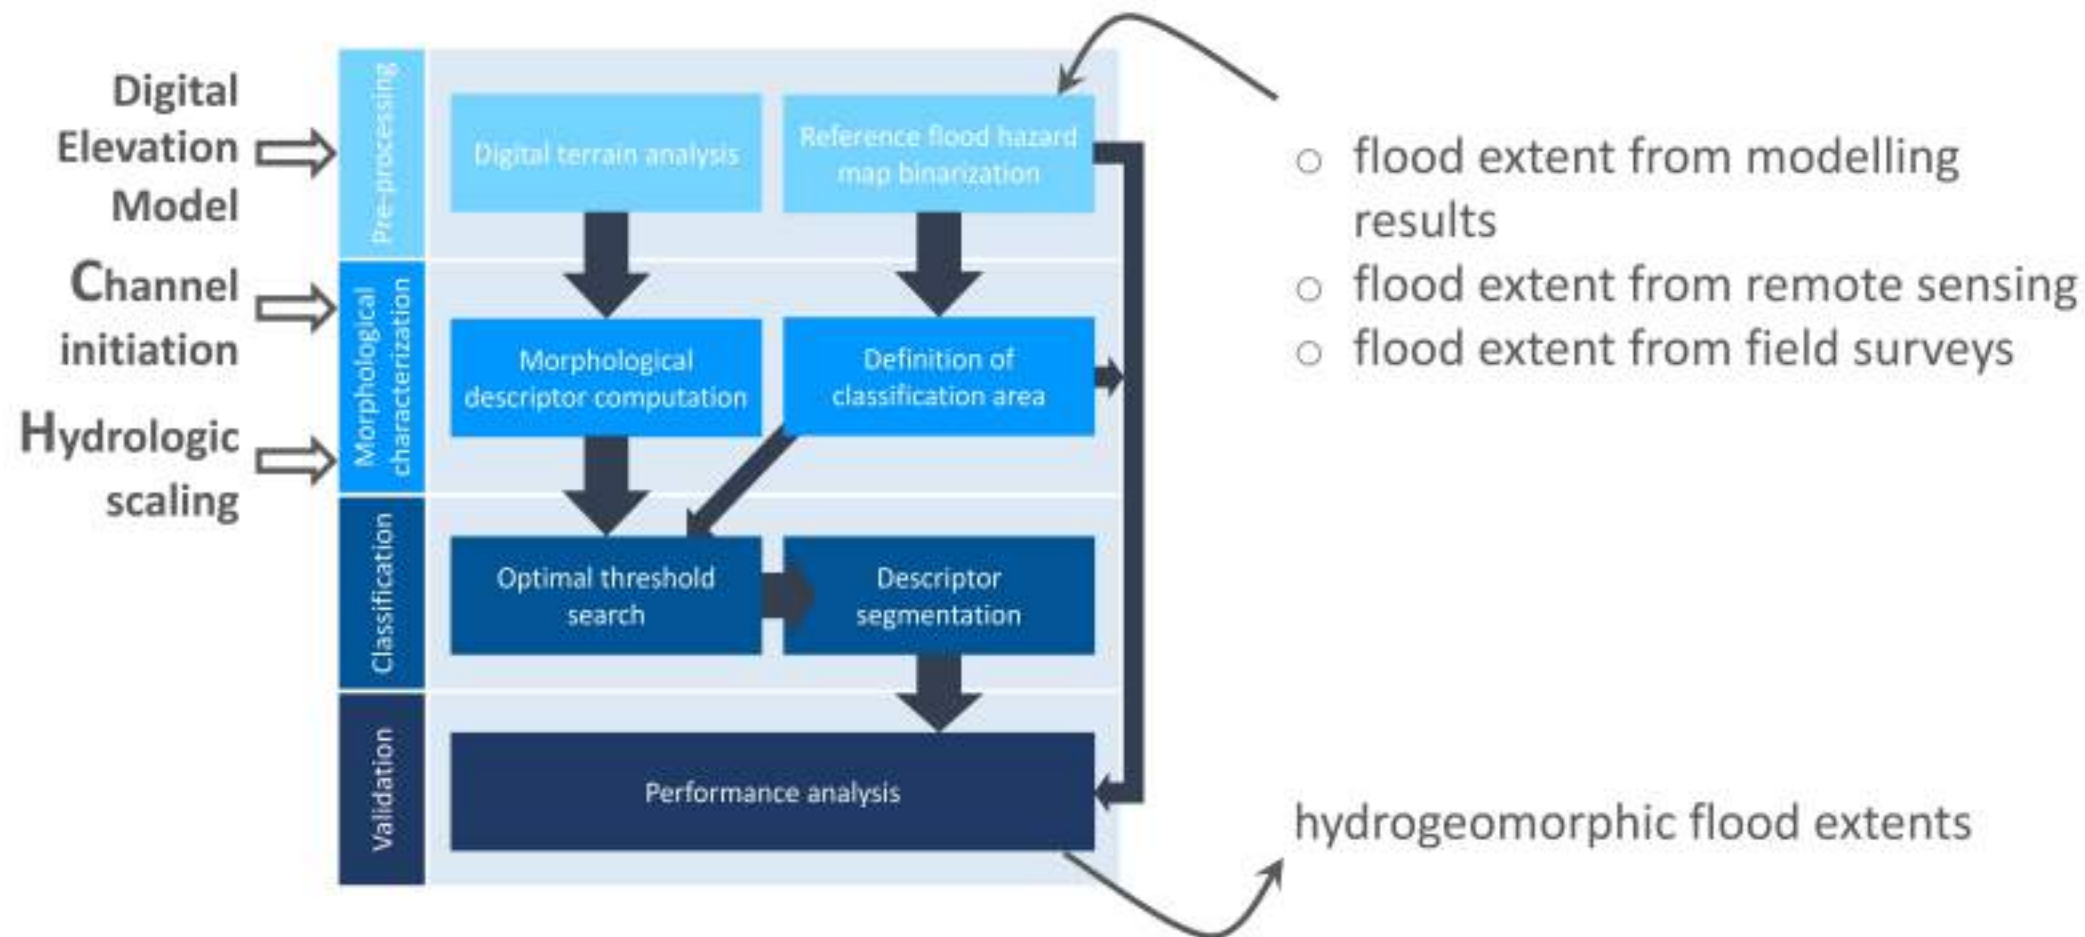 Digital
Elevation
Model
Channel
initiation
Hydrologic
scaling
Pre-processing
Digital terrain analysis
Reference flood hazard
map binarization
Morphological
characterization
Morphological
descriptor computation
Definition of
classification area
Classification
Optimal threshold
search
Descriptor
segmentation
Validation
Performance analysis
○ flood extent from modelling
results
○ flood extent from remote sensing
○ flood extent from field surveys
hydrogeomorphic flood extents